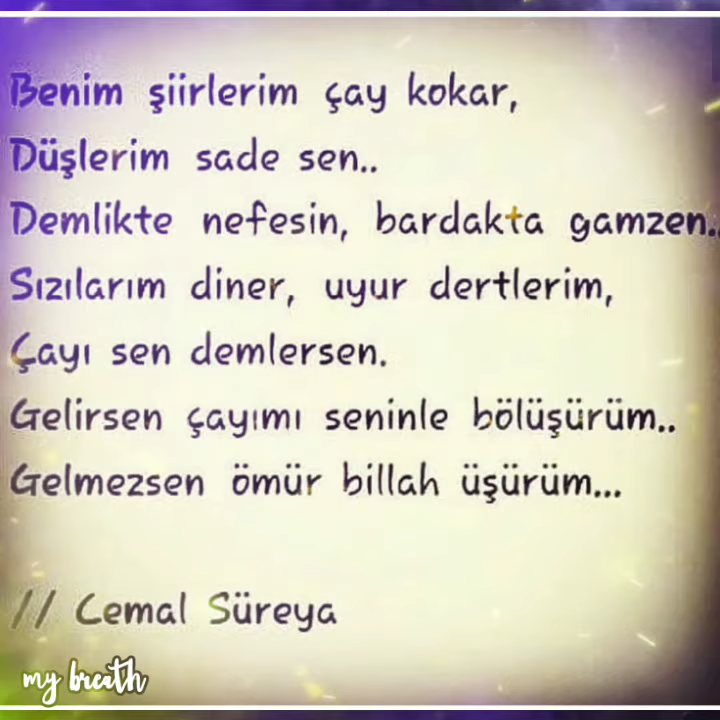 Benim şiirlerim çay kokar,
Düşlerim sade sen..
Demlikte nefesin, bardakta gamzen..
Sızılarım diner, uyur dertlerim,
Çayı sen demlersen.
Gelirsen çayımı seninle bölüşürüm..
Gelmezsen ömür billah üşürüm...
// Cemal Süreya
my breath